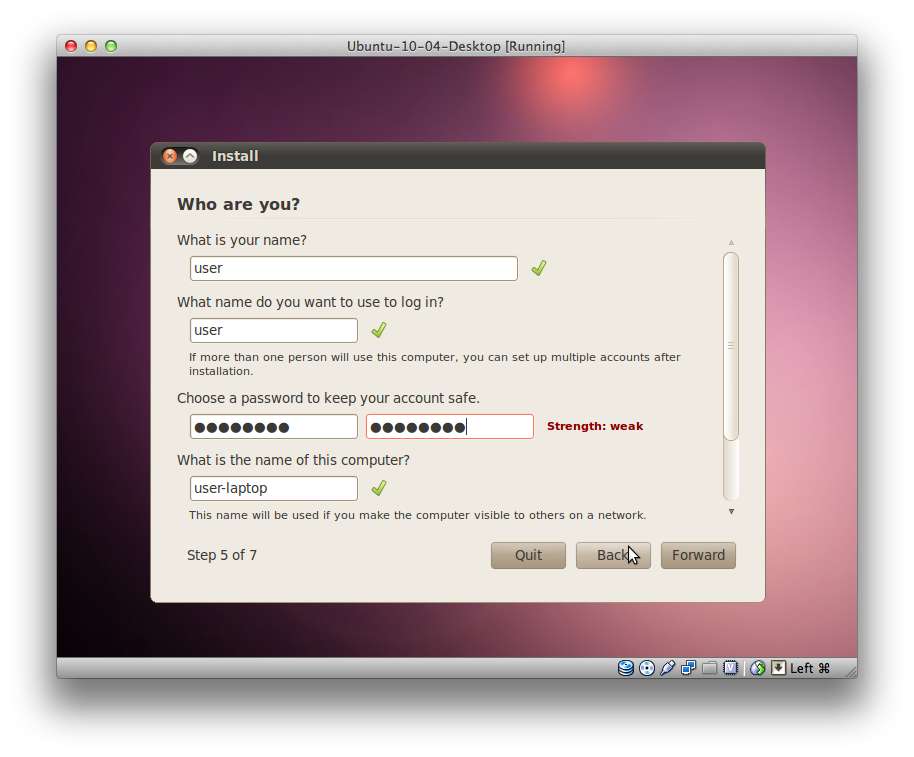 Ubuntu-10-04-Desktop [Running]
Install
Who are you?
What is your name?
user
What name do you want to use to log in?
user
If more than one person will use this computer, you can set up multiple accounts after
installation.
Choose a password to keep your account safe.
●●●●●●●● ●●●●●●●● Strength: weak
What is the name of this computer?
user-laptop
This name will be used if you make the computer visible to others on a network.
Step 5 of 7 Quit Back Forward
Left ⌘